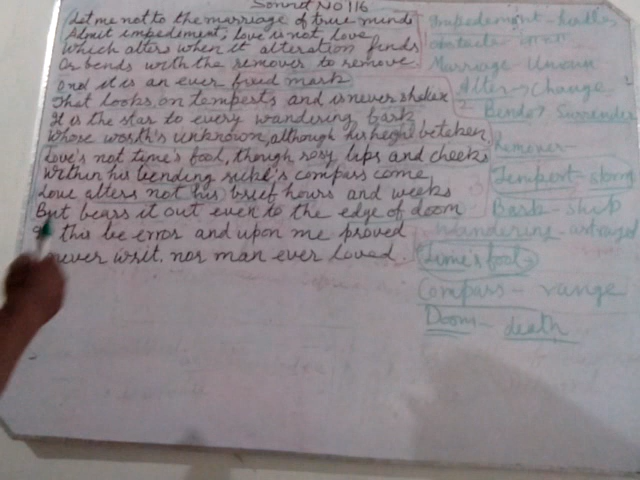 Sonnet No 116
Let me not to the marriage of true minds
Admit impediment, love is not love
Which alters when it alteration finds
Or bends with the remover to remove.
and it is an ever fixed mark
That looks on tempests and is never shaken
It is the star to every wandering bark
Whose worth's unknown, although his height be taken
Love's not time's fool, though rosy lips and cheeks
Within his bending sickle's compass come
Love alters not his brief hours and weeks
But bears it out even to the edge of doom
If this be error and upon me proved
never writ, nor man ever loved.
Impedement - hurdles
obstacle
Marriage Union
Alter → Change
Bends → Surrender
Remover -
Tempest - storm
Bark - ship
Wandering - astrayed
Time's fool -
Compass - range
Doom - death